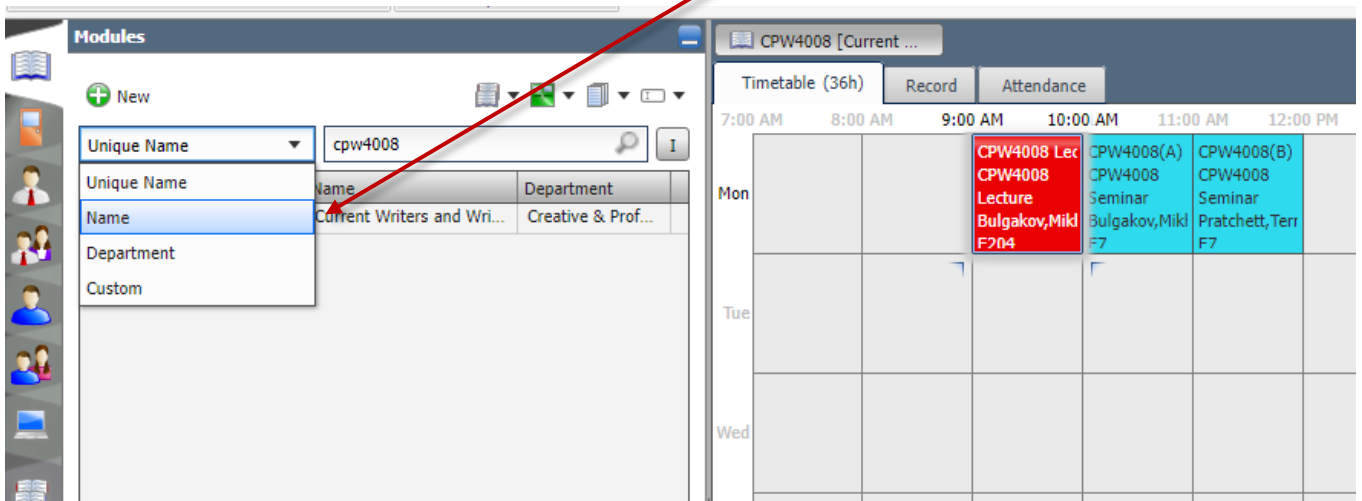 Modules
New
Unique Name
cpw4008
I
Unique Name
Name
Department
Custom
Name
Department
Current Writers and Wri...
Creative & Prof...
CPW4008 [Current ...
Timetable (36h)
Record
Attendance
7:00 AM
8:00 AM
9:00 AM
10:00 AM
11:00 AM
12:00 PM
Mon
CPW4008 Lec
CPW4008
Lecture
Bulgakov,Mikl
F204
CPW4008(A)
CPW4008
Seminar
Bulgakov,Mikl
F7
CPW4008(B)
CPW4008
Seminar
Pratchett,Terr
F7
Tue
Wed